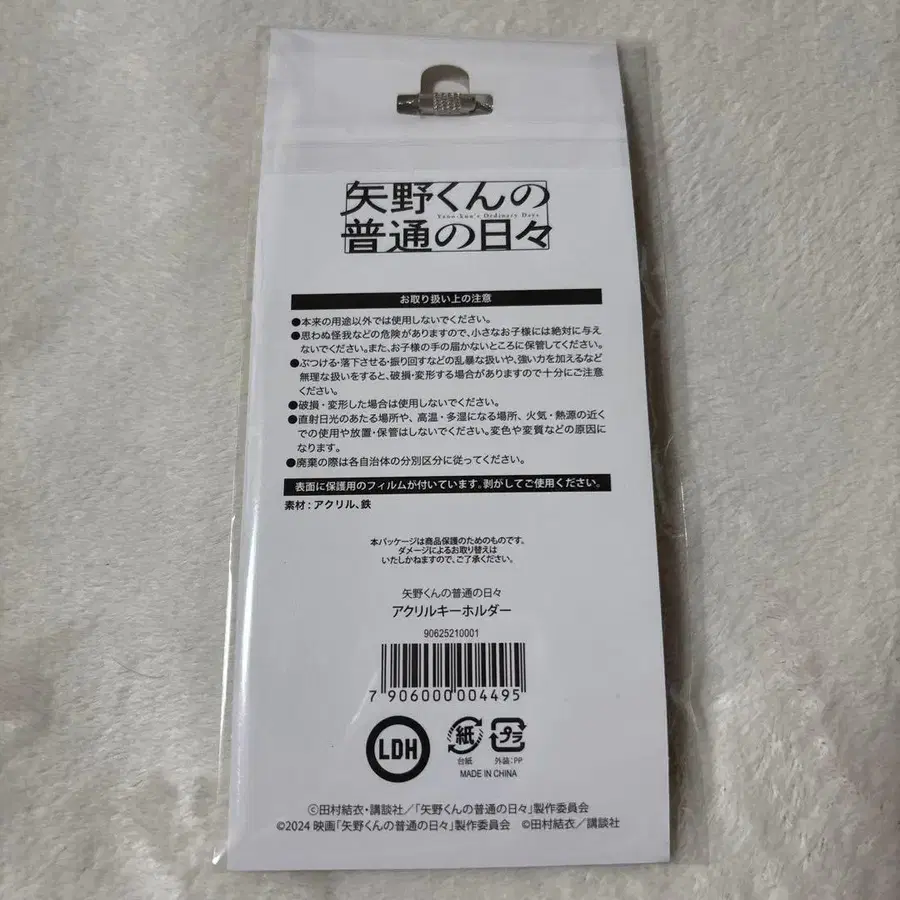 矢野くんの
Yano-kun's Ordinary Days
普通の日々
お取り扱い上の注意
●本来の用途以外では使用しないでください。
●思わぬ怪我などの危険がありますので、小さなお子様には絶対に与え
ないでください。また、お子様の手の届かないところに保管してください。
●ぶつける・落下させる・振り回すなどの乱暴な扱いや、強い力を加えるなど
無理な扱いをすると、破損・変形する場合がありますので十分にご注意
ください。
●破損・変形した場合は使用しないでください。
●直射日光のあたる場所や、高温・多湿になる場所、火気・熱源の近く
での使用や放置・保管はしないでください。変色や変質などの原因に
なります。
●廃棄の際は各自治体の分別区分に従ってください。
表面に保護用のフィルムが付いています。剥がしてご使用ください。
素材：アクリル、鉄
本パッケージは商品保護のためのものです。
ダメージによるお取り替えは
いたしかねますので、ご了承ください。
矢野くんの普通の日々
アクリルキーホルダー
90625210001
7 906000 004495
LDH 紙 プラ
台紙 外装：PP
MADE IN CHINA
ⓒ田村結衣・講談社／「矢野くんの普通の日々」製作委員会
©2024 映画「矢野くんの普通の日々」製作委員会 ©田村結衣／講談社